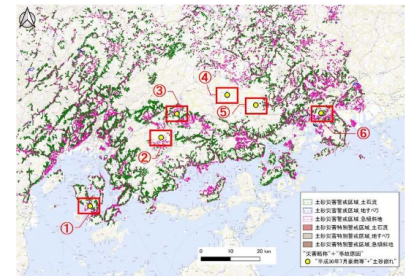 ④
③
⑤
⑥
②
①
0 10 20 km
土砂災害警戒区域_土石流
土砂災害警戒区域_地すべり
土砂災害警戒区域_急傾斜地
土砂災害特別警戒区域_土石流
土砂災害特別警戒区域_地すべり
土砂災害特別警戒区域_急傾斜地
"平成30年7月豪雨等"+"土砂崩れ"